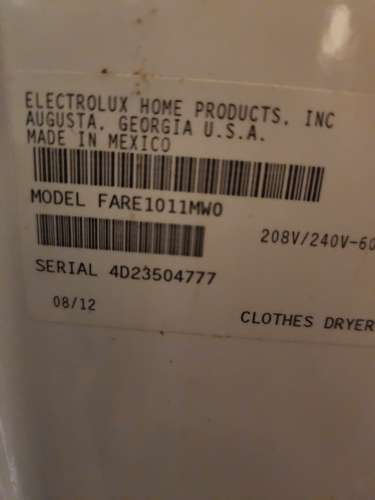 ELECTROLUX HOME PRODUCTS, INC
AUGUSTA, GEORGIA U.S.A.
MADE IN MEXICO
MODEL FARE1011MW0
208V/240V-60
SERIAL 4D23504777
08/12
CLOTHES DRYER